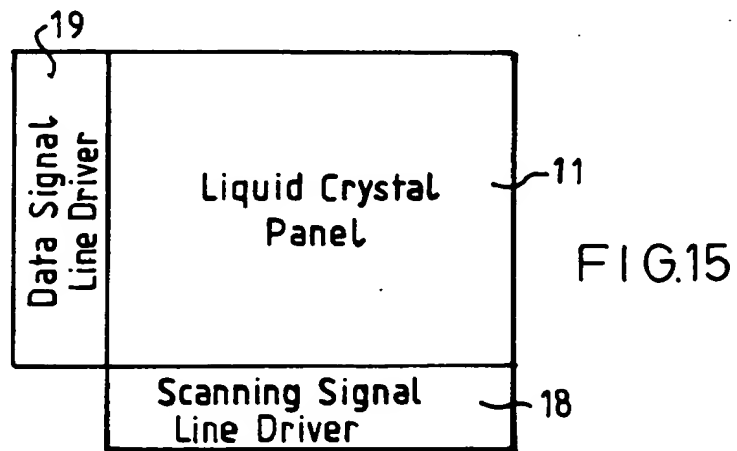 19
Data Signal
Line Driver
Liquid Crystal
Panel
11
FIG.15
Scanning Signal
Line Driver
18